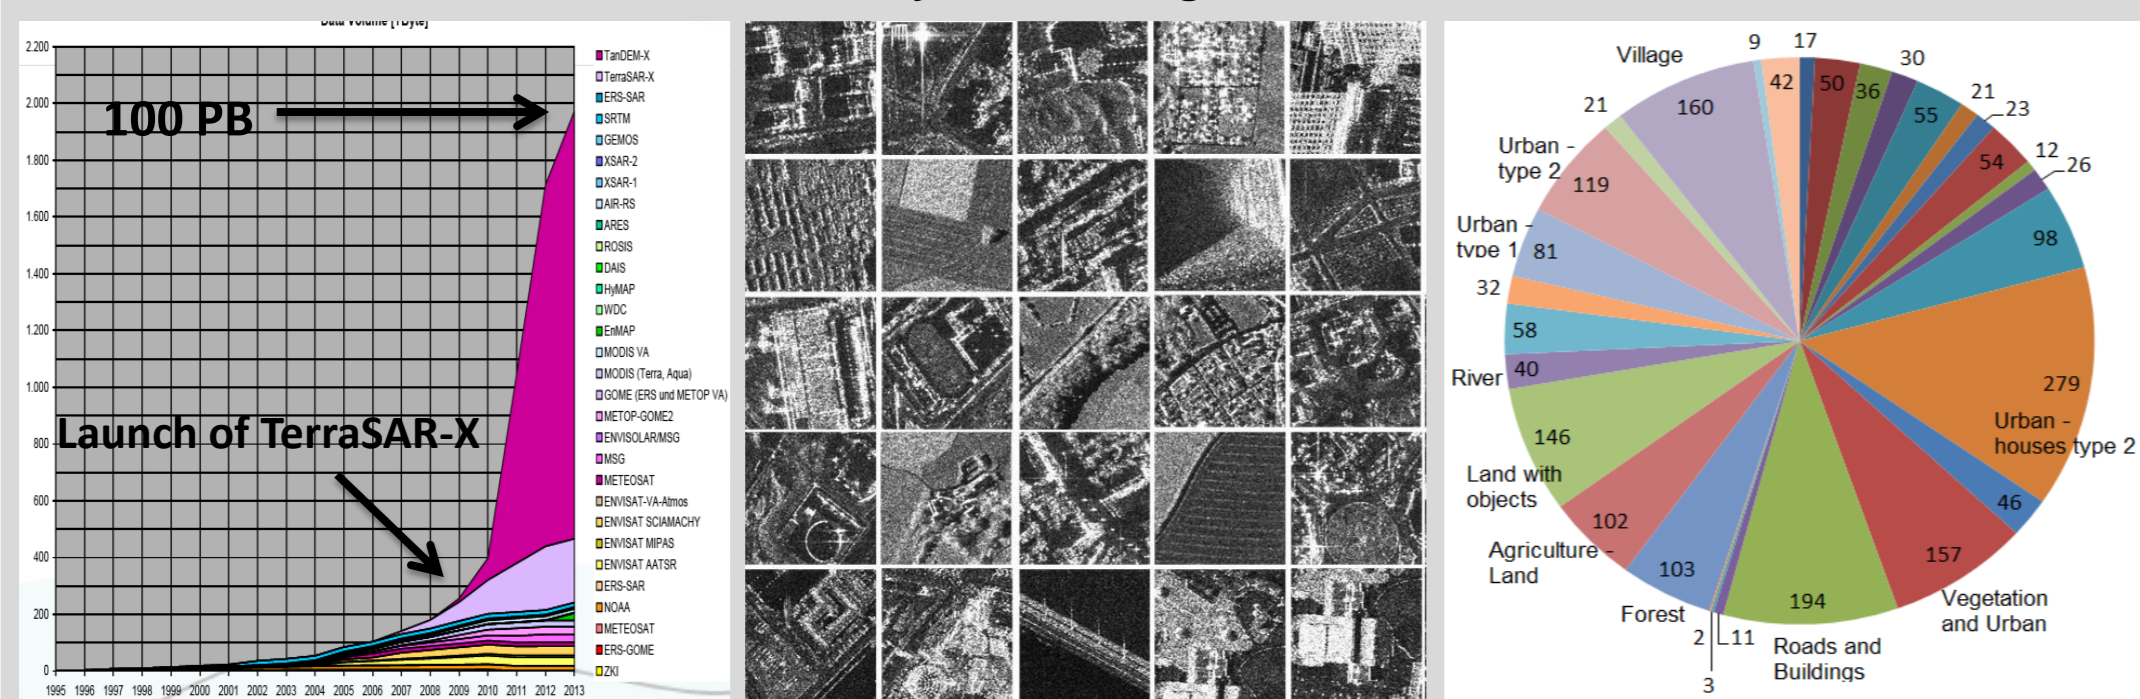 Data Volume [TByte]
2.200
2.000
1.800
1.600
1.400
1.200
1.000
800
600
400
200
0
1995 1996 1997 1998 1999 2000 2001 2002 2003 2004 2005 2006 2007 2008 2009 2010 2011 2012 2013
100 PB
Launch of TerraSAR-X
TanDEM-X
TerraSAR-X
ERS-SAR
SRTM
GEMOS
XSAR-2
XSAR-1
AIR-RS
ARES
ROSIS
DAIS
HyMAP
WDC
EnMAP
MODIS VA
MODIS (Terra, Aqua)
GOME (ERS und METOP VA)
METOP-GOME2
ENVISOLAR/MSG
MSG
METEOSAT
ENVISAT-VA-Atmos
ENVISAT SCIAMACHY
ENVISAT MIPAS
ENVISAT AATSR
ERS-SAR
NOAA
METEOSAT
ERS-GOME
ZKI
17
50
36
30
55
21
23
54
12
26
98
279
Urban -
houses type 2
46
157
Vegetation
and Urban
194
Roads and
Buildings
11
3
2
103
Forest
102
Agriculture -
Land
146
Land with
objects
40
River
58
32
81
Urban -
type 1
119
Urban -
type 2
21
160
Village
9
42